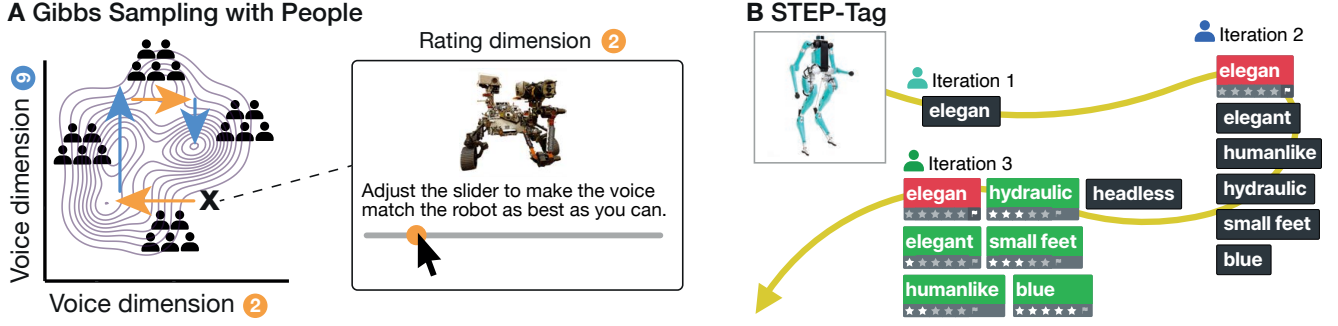 A Gibbs Sampling with People
Voice dimension 9
Voice dimension 2
X
Rating dimension 2
Adjust the slider to make the voice
match the robot as best as you can.
B STEP-Tag
Iteration 1
elegan
Iteration 2
elegan
elegant
humanlike
hydraulic
small feet
blue
Iteration 3
elegan hydraulic headless
elegant small feet
humanlike blue